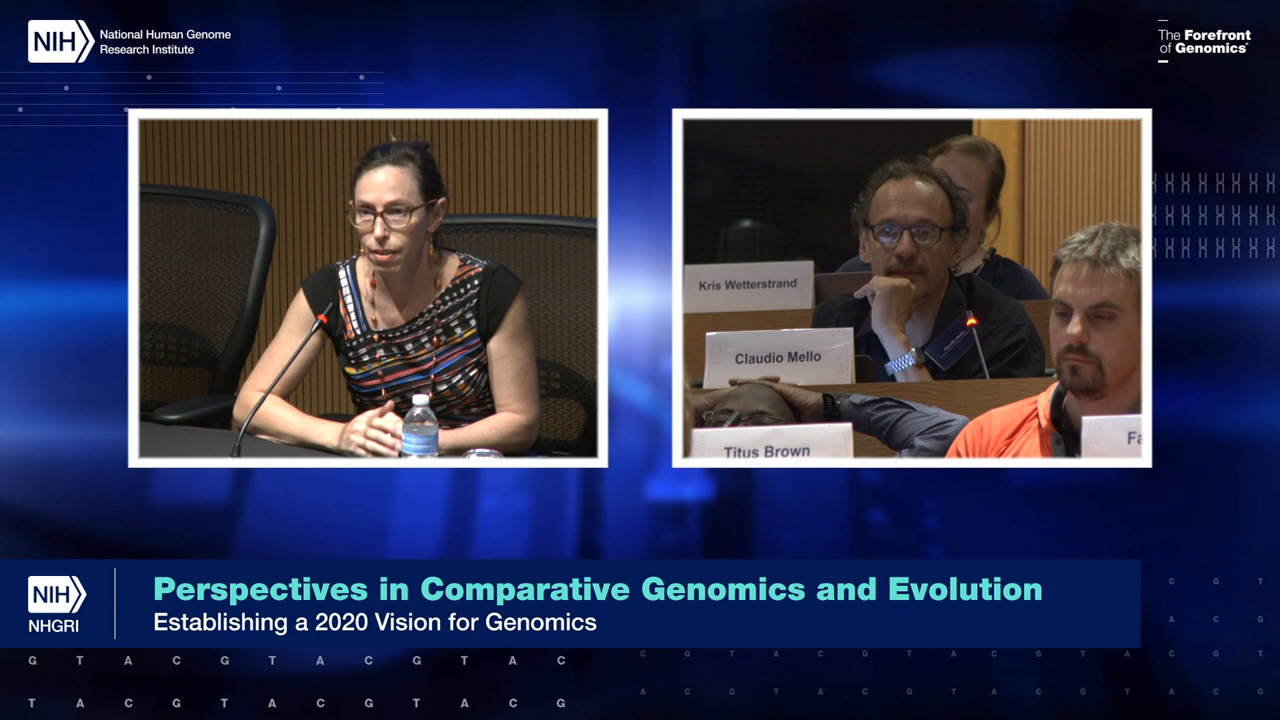 NIH
National Human Genome
Research Institute
The Forefront
of Genomics®
Kris Wetterstrand
Claudio Mello
Titus Brown
Fa
NIH
NHGRI
Perspectives in Comparative Genomics and Evolution
Establishing a 2020 Vision for Genomics
C G T
A C G
G T A C G T A C G T A C
C G T A C G T A C G T A C G T
T A C G T A C G T A C G
A C G T A C G T A C G T A C G